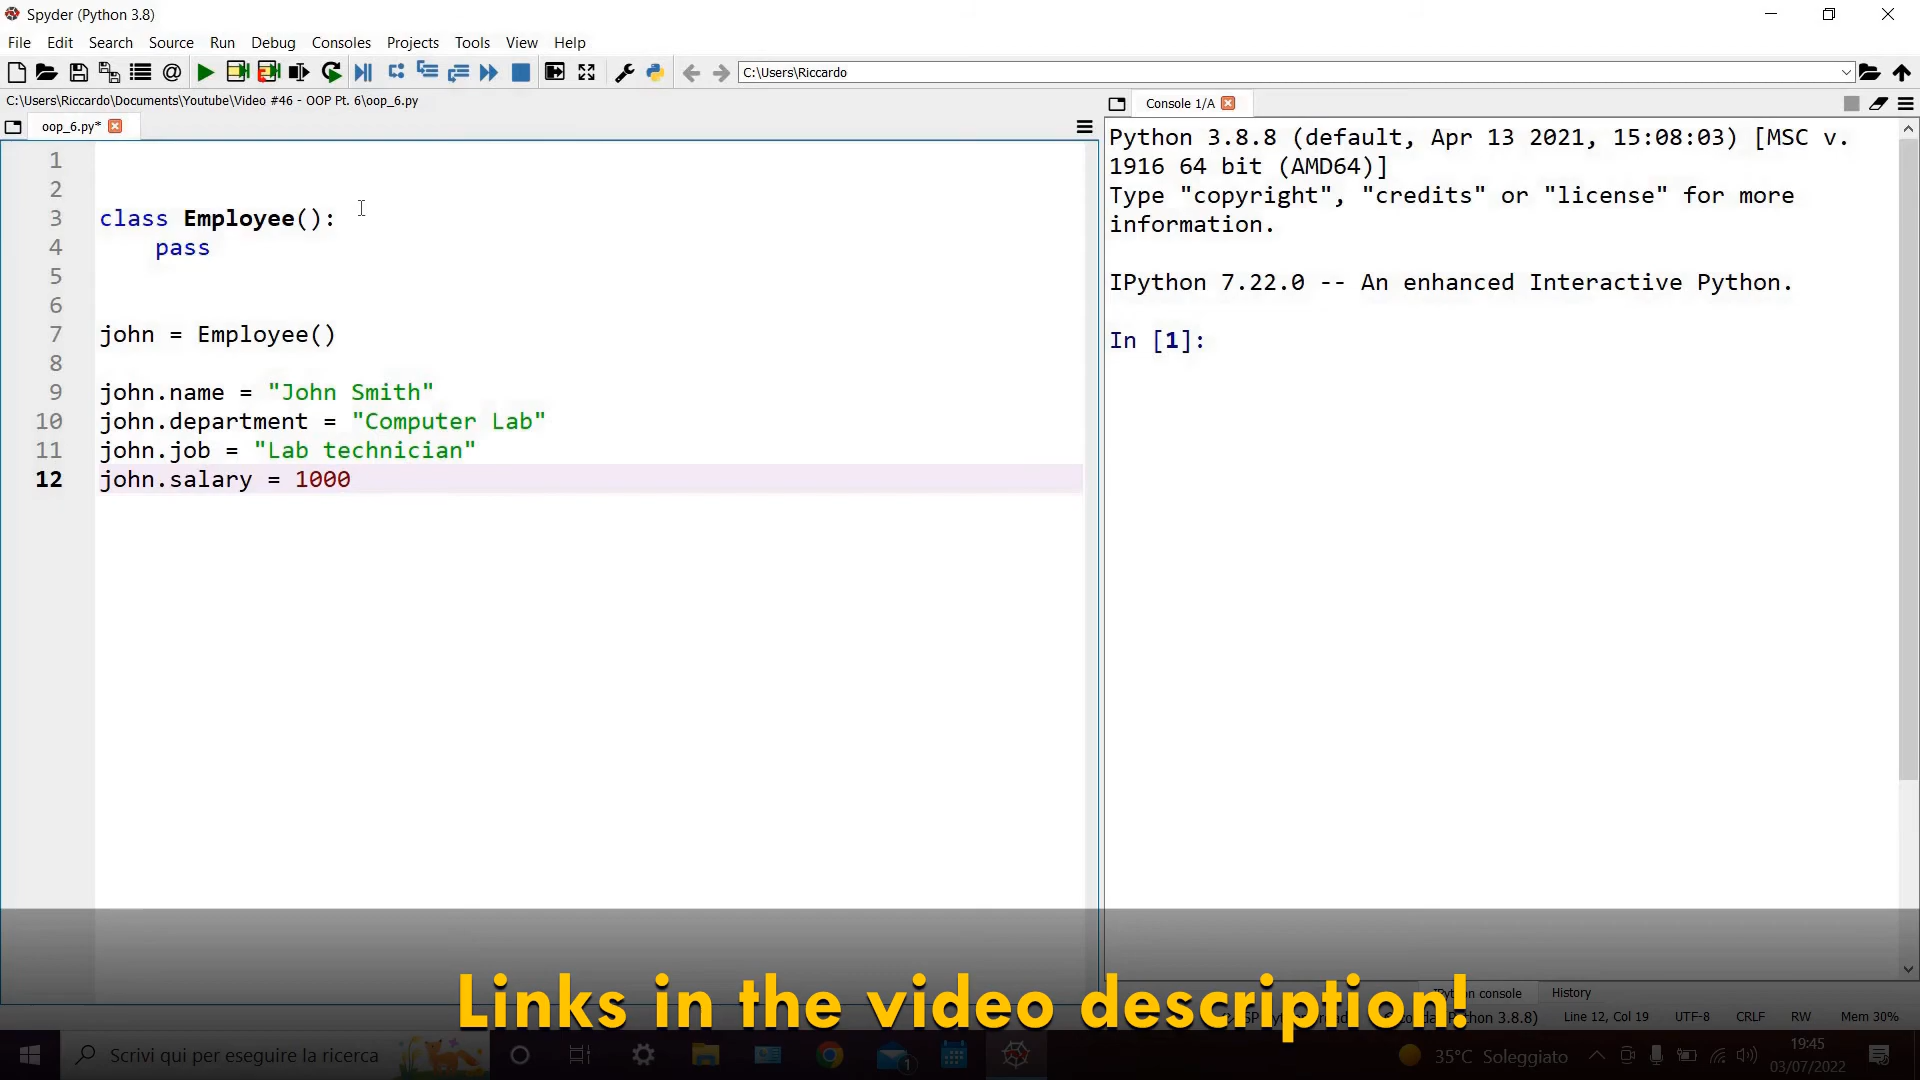 Spyder (Python 3.8)
File Edit Search Source Run Debug Consoles Projects Tools View Help
C:\Users\Riccardo
C:\Users\Riccardo\Documents\Youtube\Video #46 - OOP Pt. 6\oop_6.py
oop_6.py*
1
2
3 class Employee():
4     pass
5
6
7 john = Employee()
8
9 john.name = "John Smith"
10 john.department = "Computer Lab"
11 john.job = "Lab technician"
12 john.salary = 1000
Console 1/A
Python 3.8.8 (default, Apr 13 2021, 15:08:03) [MSC v.
1916 64 bit (AMD64)]
Type "copyright", "credits" or "license" for more
information.
IPython 7.22.0 -- An enhanced Interactive Python.
In [1]:
console History
Links in the video description!
3.8.8) Line 12, Col 19 UTF-8 CRLF RW Mem 30%
Scrivi qui per eseguire la ricerca
1
35°C Soleggiato
19:45
03/07/2022